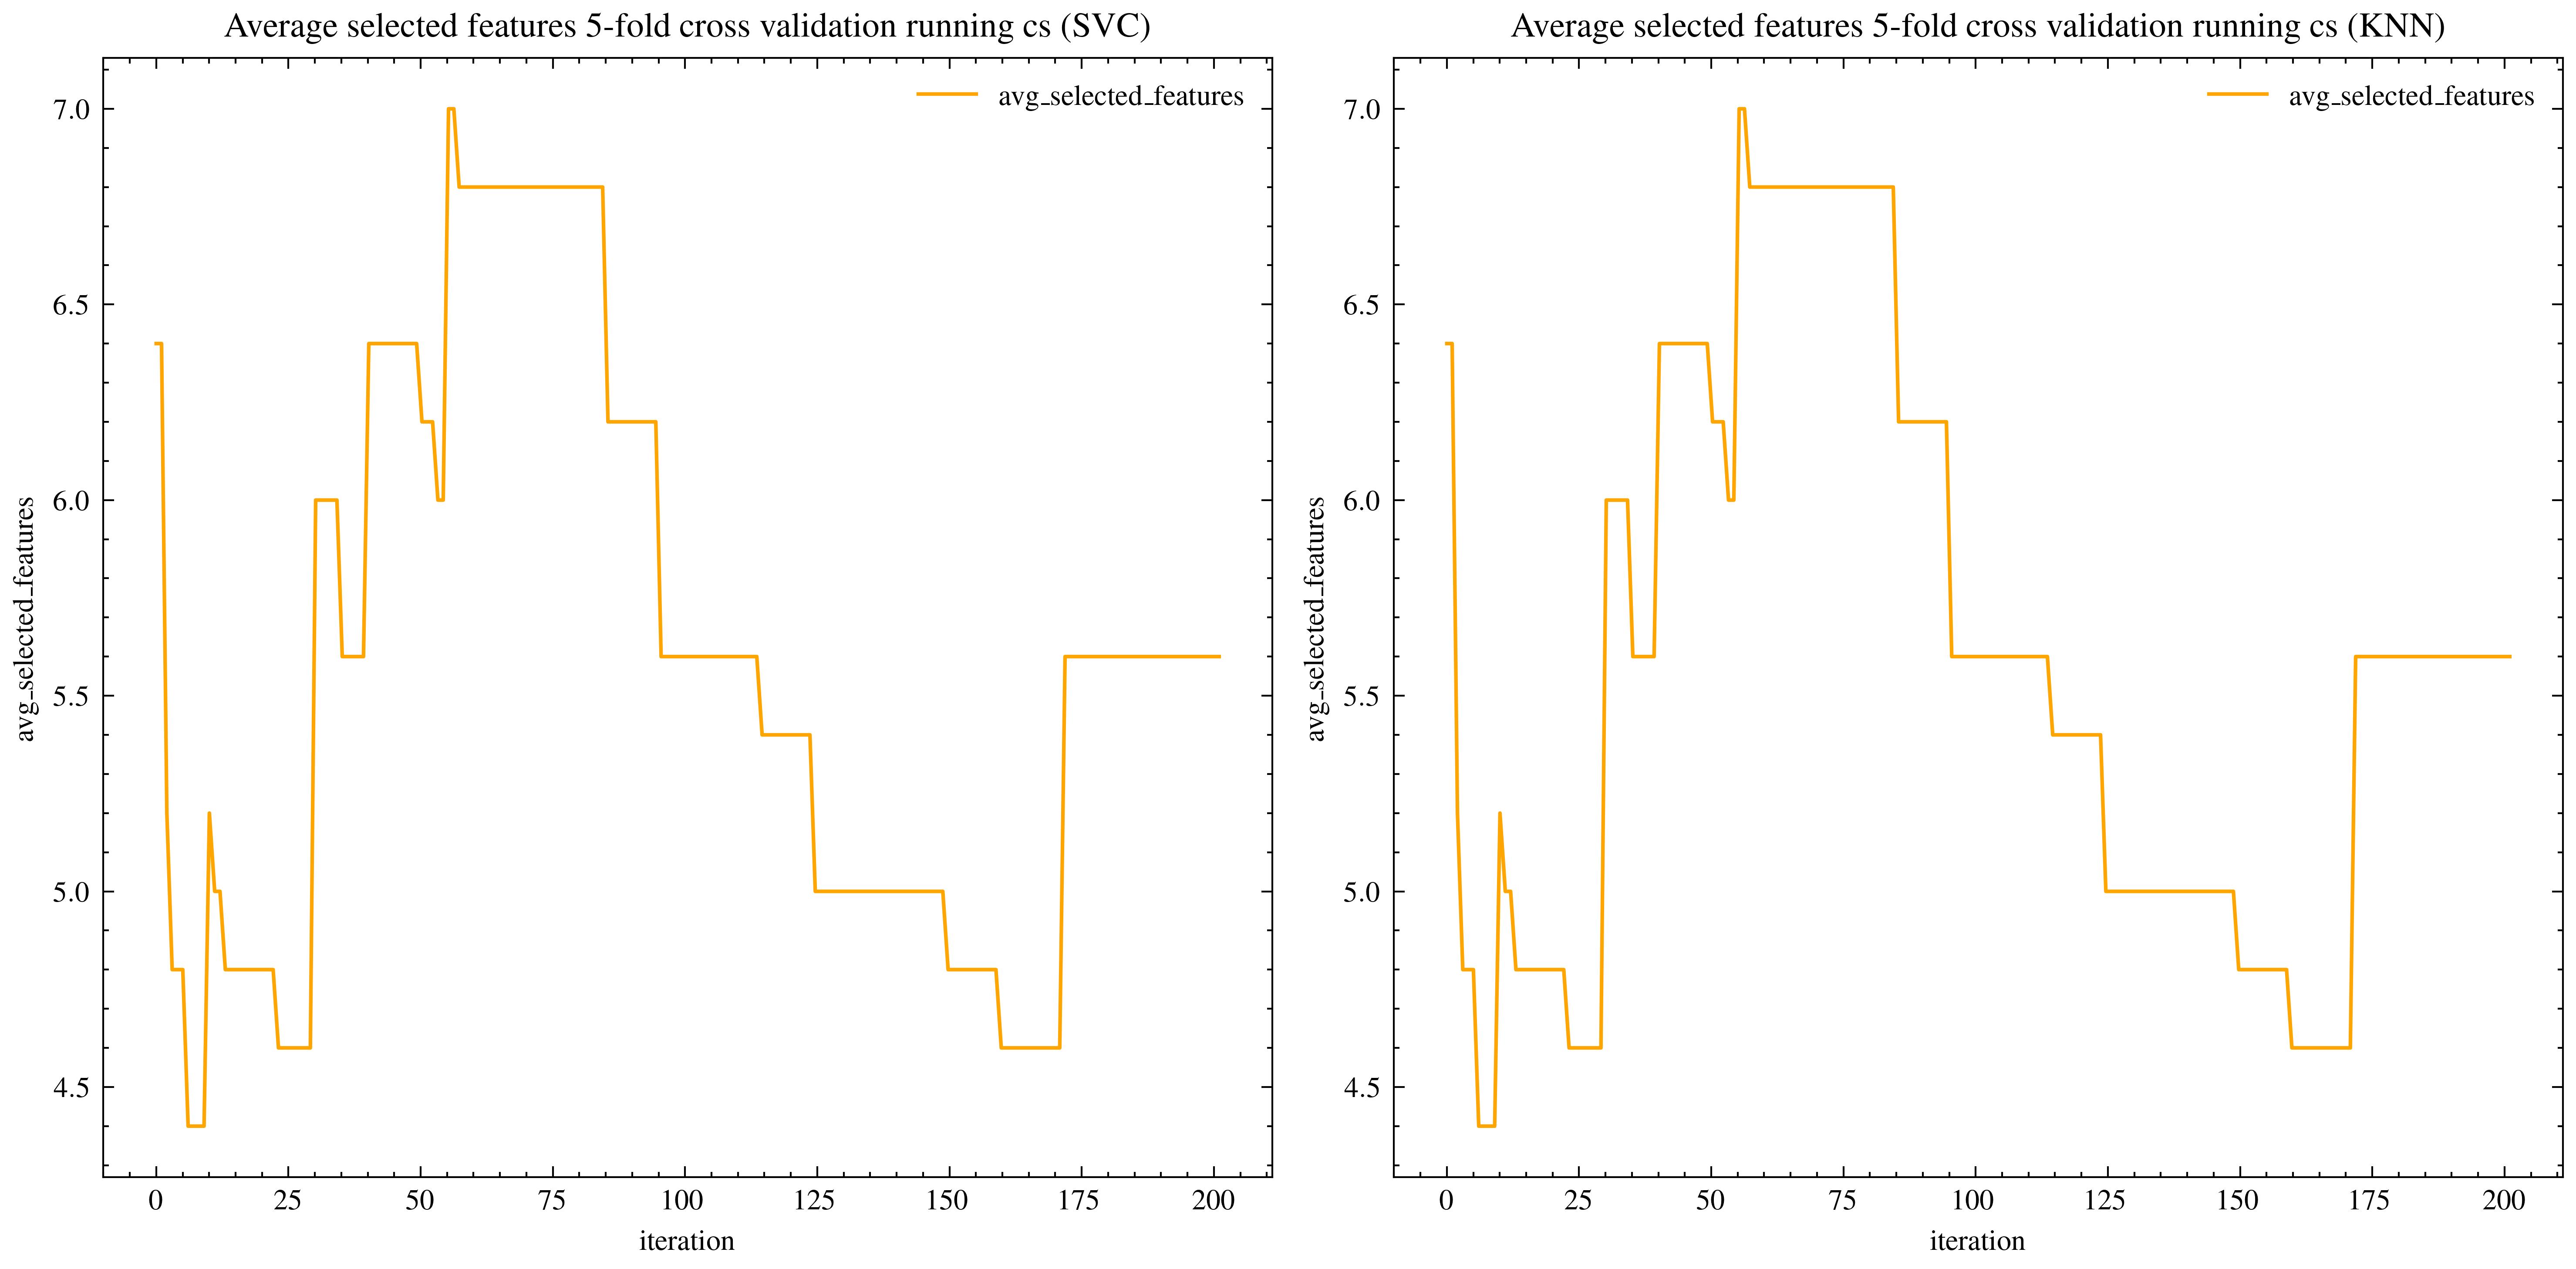 Average selected features 5-fold cross validation running cs (SVC)
avg_selected_features
7.0
6.5
6.0
5.5
5.0
4.5
avg_selected_features
0 25 50 75 100 125 150 175 200
iteration
Average selected features 5-fold cross validation running cs (KNN)
avg_selected_features
7.0
6.5
6.0
5.5
5.0
4.5
avg_selected_features
0 25 50 75 100 125 150 175 200
iteration